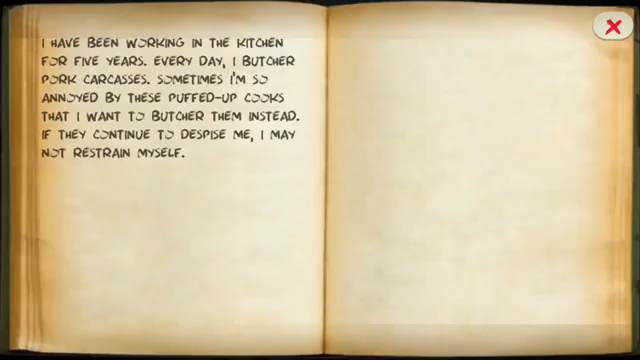 I HAVE BEEN WORKING IN THE KITCHEN
FOR FIVE YEARS. EVERY DAY, I BUTCHER
PORK CARCASSES. SOMETIMES I'M SO
ANNOYED BY THESE PUFFED-UP COOKS
THAT I WANT TO BUTCHER THEM INSTEAD.
IF THEY CONTINUE TO DESPISE ME, I MAY
NOT RESTRAIN MYSELF.